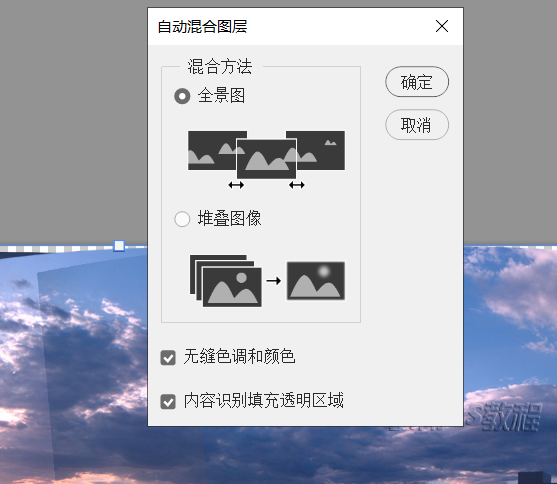 自动混合图层
混合方法
全景图
堆叠图像
无缝色调和颜色
内容识别填充透明区域
确定
取消
教程